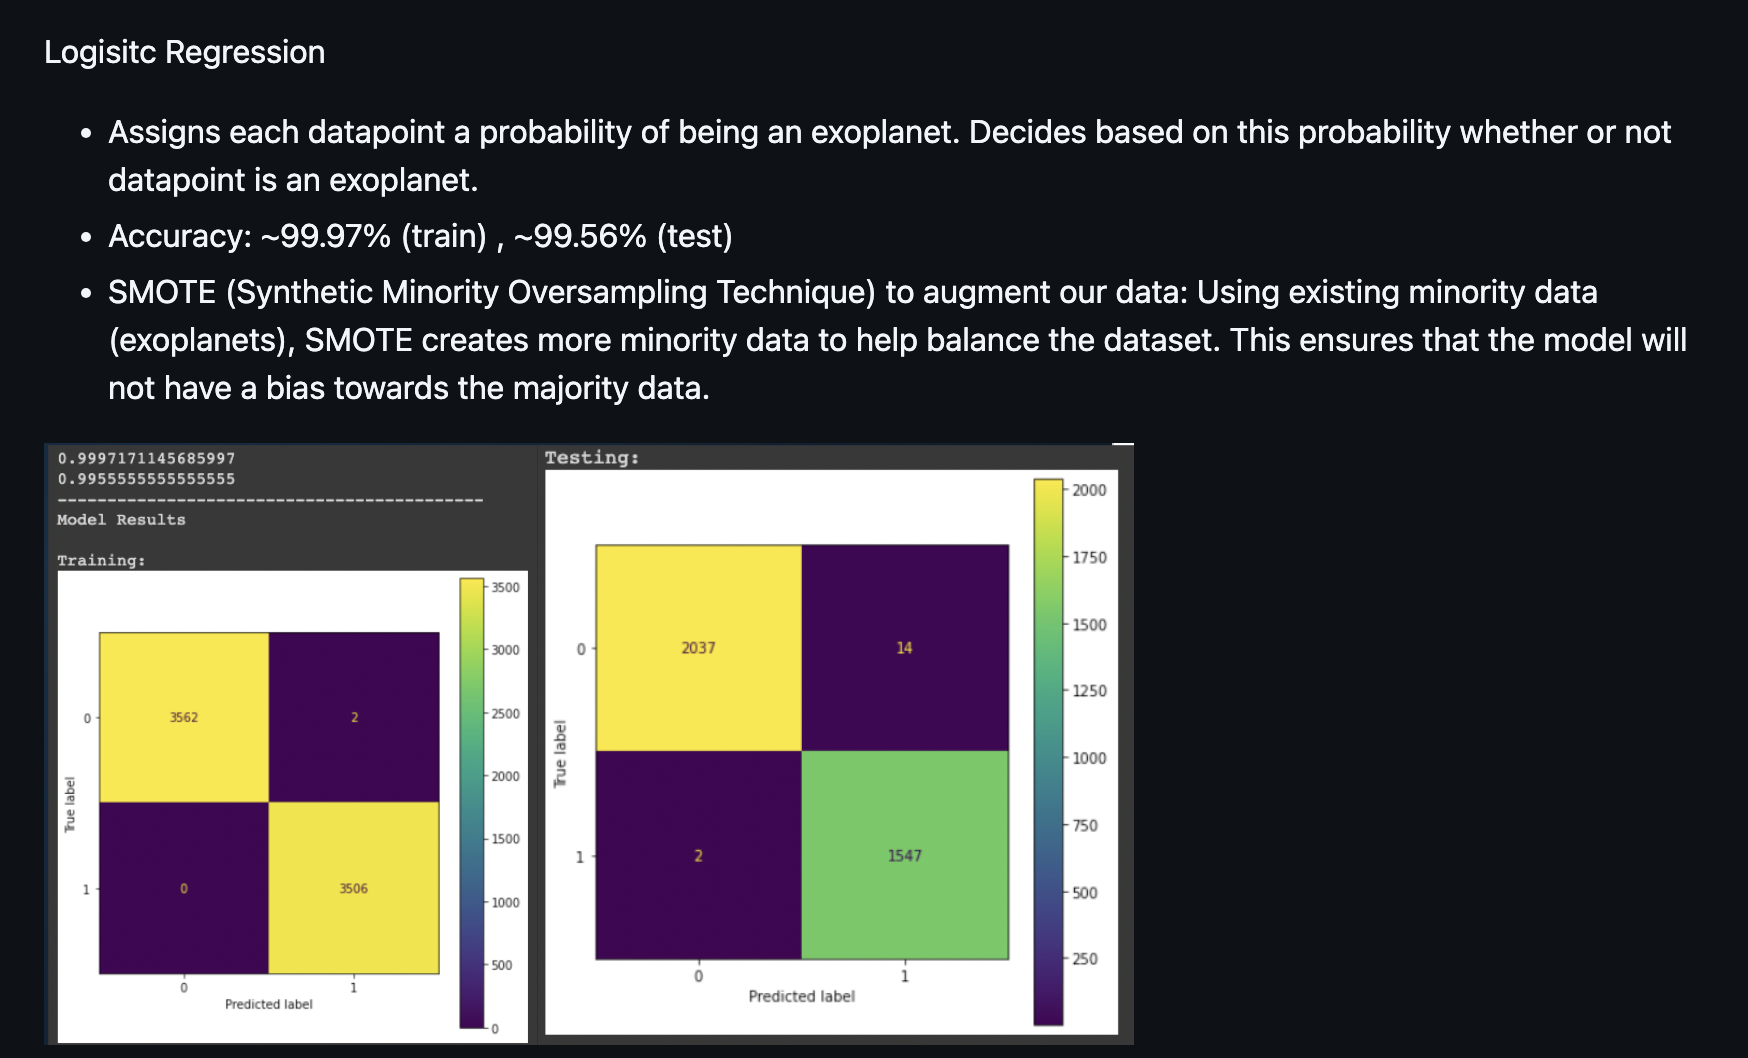 Logisitc Regression
Assigns each datapoint a probability of being an exoplanet. Decides based on this probability whether or not
datapoint is an exoplanet.
Accuracy: ~99.97% (train) , ~99.56% (test)
SMOTE (Synthetic Minority Oversampling Technique) to augment our data: Using existing minority data
(exoplanets), SMOTE creates more minority data to help balance the dataset. This ensures that the model will
not have a bias towards the majority data.
0.9997171145685997
0.9955555555555555
-------------------------------------------
Model Results
Training:
3500
3000
2500
2000
1500
1000
500
0
0
3562
2
True label
1
0
3506
0
1
Predicted label
Testing:
2000
1750
1500
1250
1000
750
500
250
0
2037
14
True label
1
2
1547
0
1
Predicted label